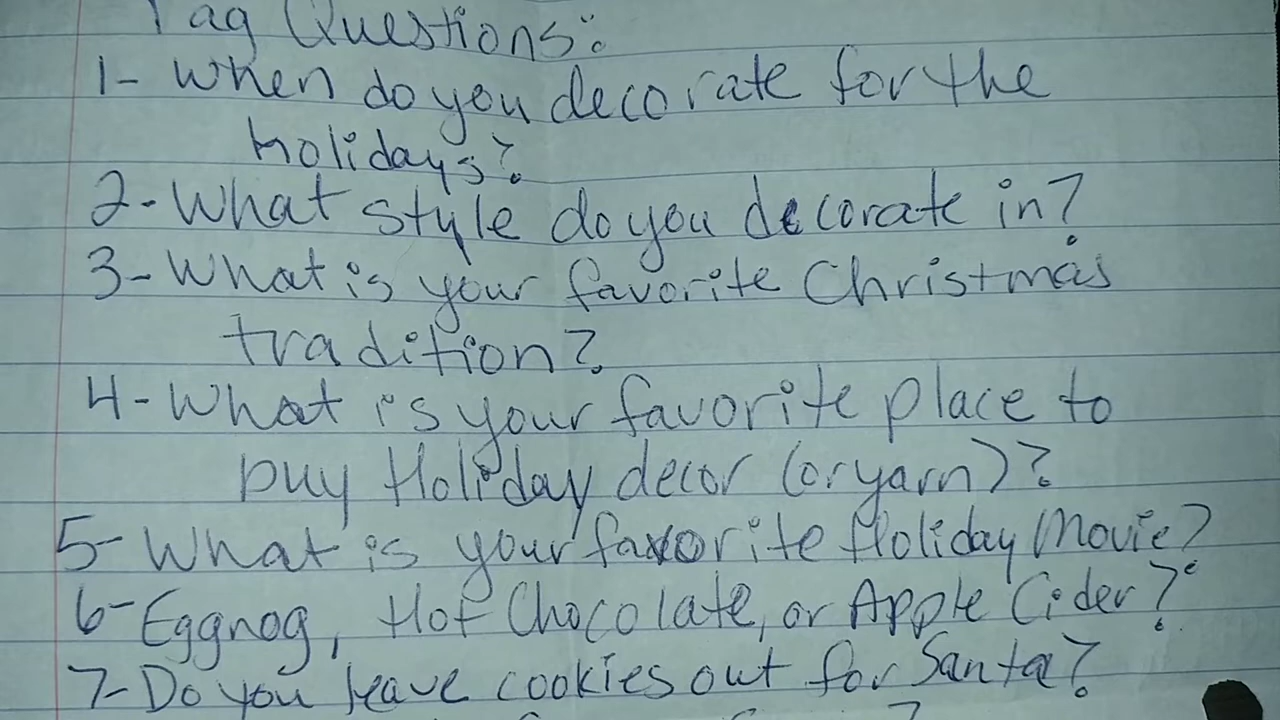 Tag Questions:
1- When do you decorate for the
holidays?
2- What style do you decorate in?
3- What is your favorite Christmas
tradition?
4- What is your favorite place to
buy Holiday decor (or yarn)?
5- What is your favorite Holiday Movie?
6- Eggnog, Hot Chocolate, or Apple Cider?
7- Do you leave cookies out for Santa?